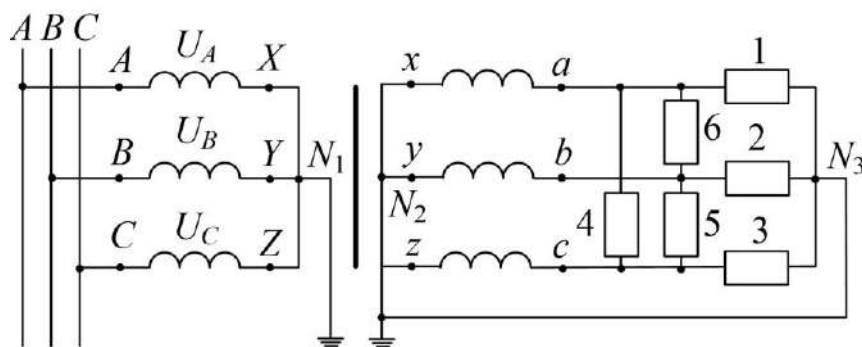 A B C
A U_A X x a 1
6
B U_B Y N_1 y b 2 N_3
N_2 4 5
C U_C Z z c 3